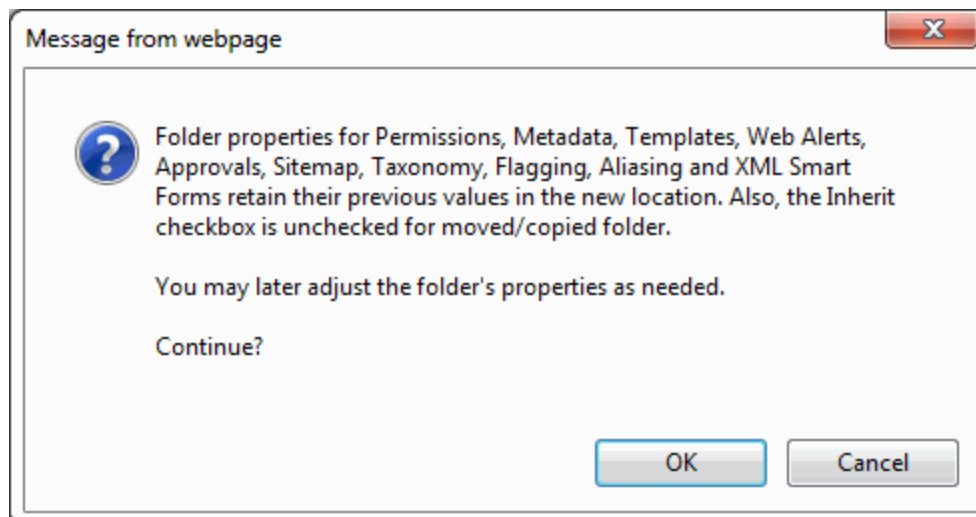 Message from webpage
Folder properties for Permissions, Metadata, Templates, Web Alerts,
Approvals, Sitemap, Taxonomy, Flagging, Aliasing and XML Smart
Forms retain their previous values in the new location. Also, the Inherit
checkbox is unchecked for moved/copied folder.
You may later adjust the folder's properties as needed.
Continue?
OK
Cancel